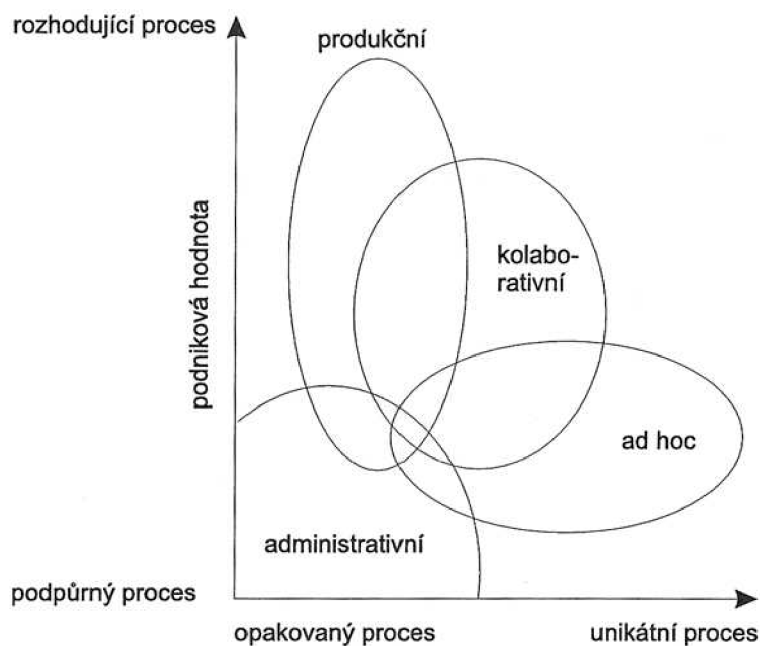 rozhodující proces
produkční
podniková hodnota
kolabo-
rativní
ad hoc
administrativní
podpůrný proces
opakovaný proces
unikátní proces